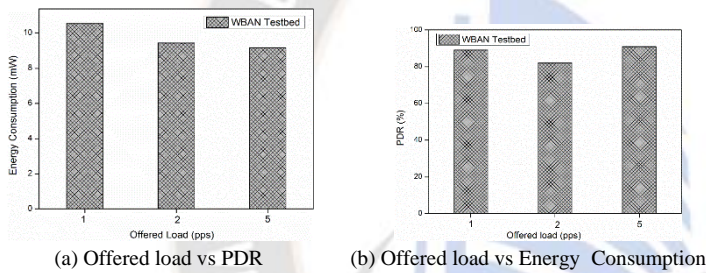 WBAN Testbed
10
8
6
4
2
0
Energy Consumption (mW)
1 2 5
Offered Load (pps)
(a) Offered load vs PDR
WBAN Testbed
100
80
60
40
20
0
PDR (%)
1 2 5
Offered load (pps)
(b) Offered load vs Energy Consumption